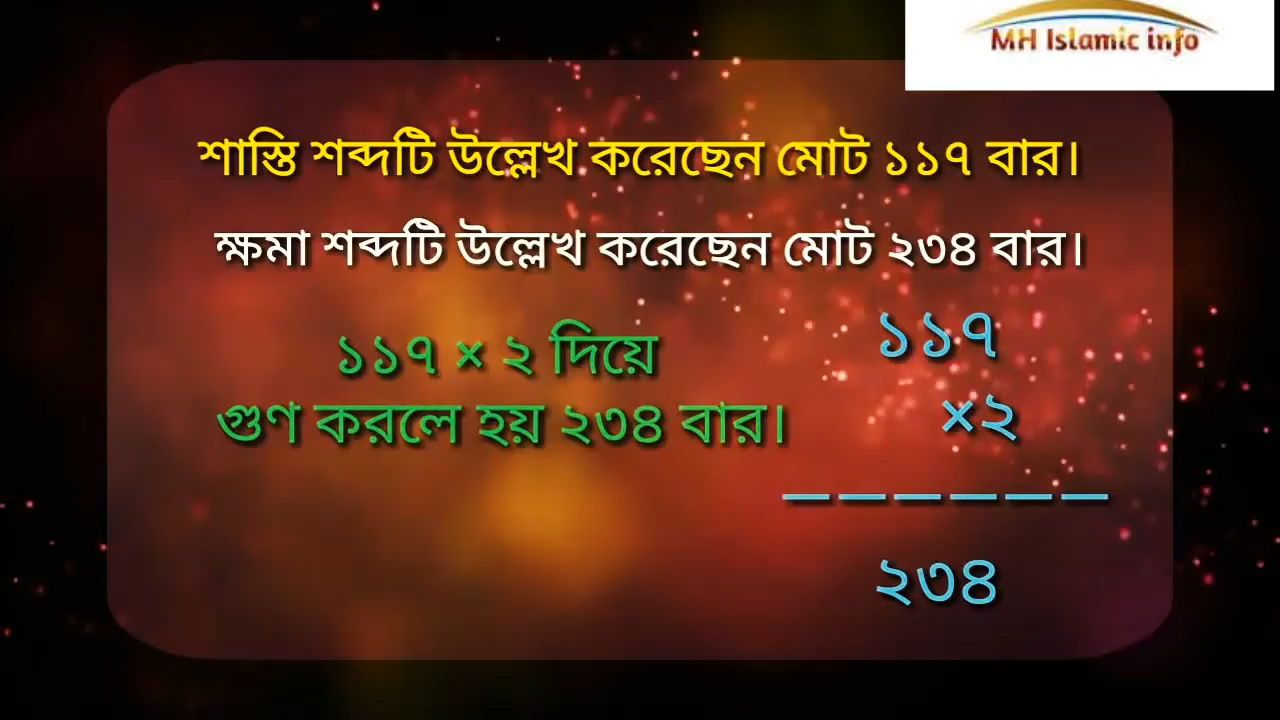 MH Islamic info
শাস্তি শব্দটি উল্লেখ করেছেন মোট ১১৭ বার।
ক্ষমা শব্দটি উল্লেখ করেছেন মোট ২৩৪ বার।
১১৭ × ২ দিয়ে
গুণ করলে হয় ২৩৪ বার।
১১৭
×২
——————
২৩৪